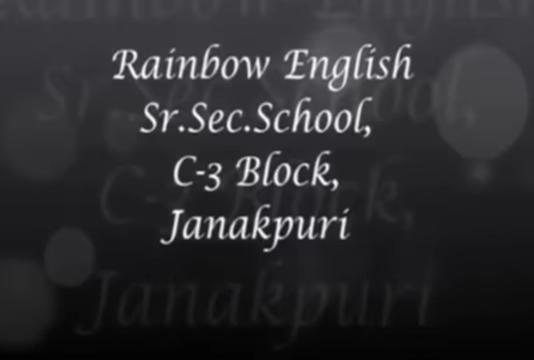 Rainbow English
Sr.Sec.School,
C-3 Block,
Janakpuri